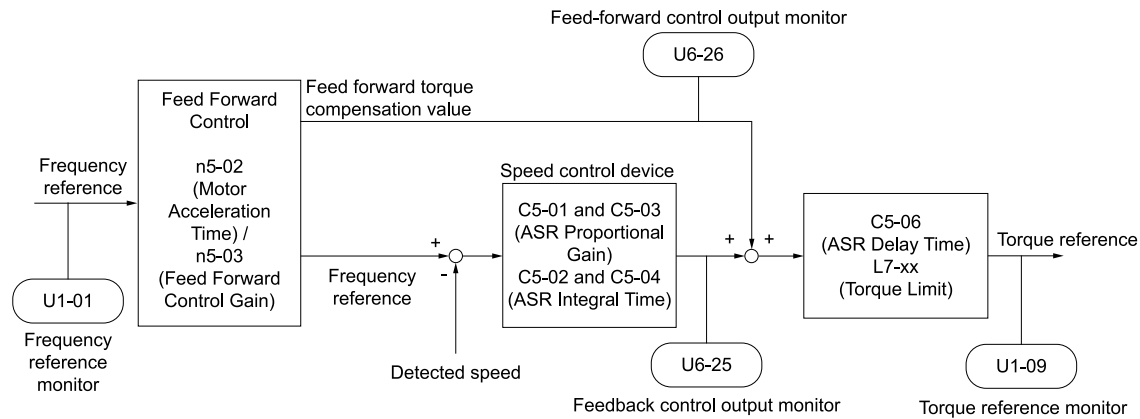 Feed-forward control output monitor
U6-26
Feed Forward
Control
n5-02
(Motor
Acceleration
Time) /
n5-03
(Feed Forward
Control Gain)
Feed forward torque
compensation value
Frequency
reference
U1-01
Frequency
reference
monitor
Frequency
reference
+
-
Detected speed
Speed control device
C5-01 and C5-03
(ASR Proportional
Gain)
C5-02 and C5-04
(ASR Integral Time)
U6-25
Feedback control output monitor
+
+
C5-06
(ASR Delay Time)
L7-xx
(Torque Limit)
Torque reference
U1-09
Torque reference monitor